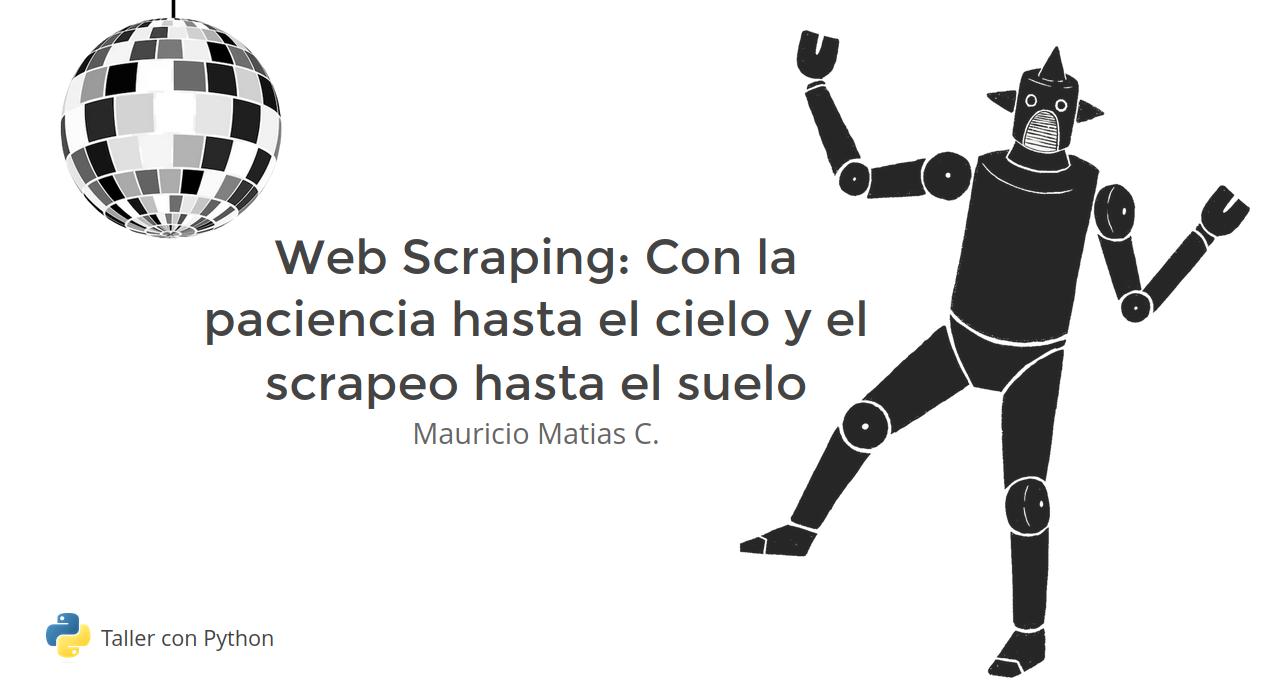 Web Scraping: Con la
paciencia hasta el cielo y el
scrapeo hasta el suelo
Mauricio Matias C.
Taller con Python